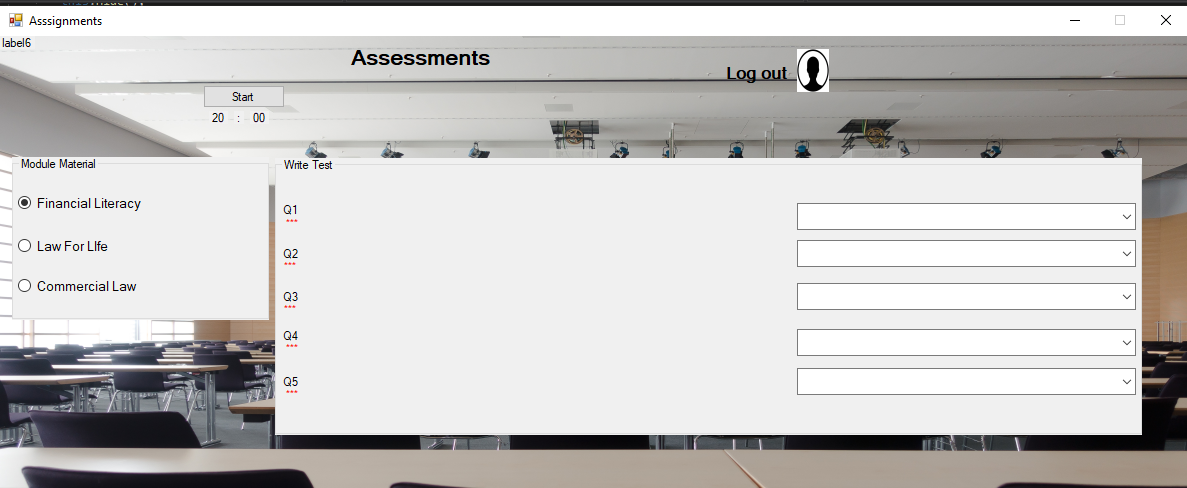 Asssignments
label6
Assessments
Log out
Start
20 : 00
Module Material
Financial Literacy
Law For LIfe
Commercial Law
Write Test
Q1
***
Q2
***
Q3
***
Q4
***
Q5
***